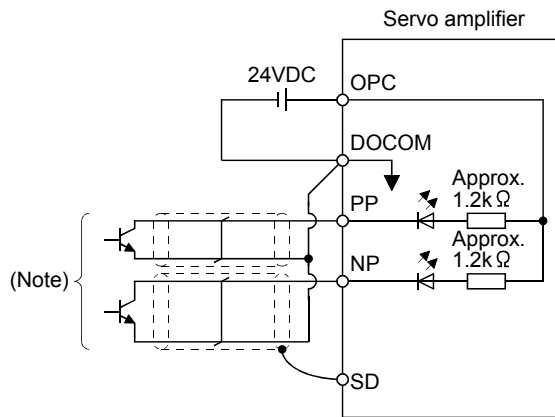 Servo amplifier
24VDC
OPC
DOCOM
PP
Approx.
1.2kΩ
NP
Approx.
1.2kΩ
(Note)
SD